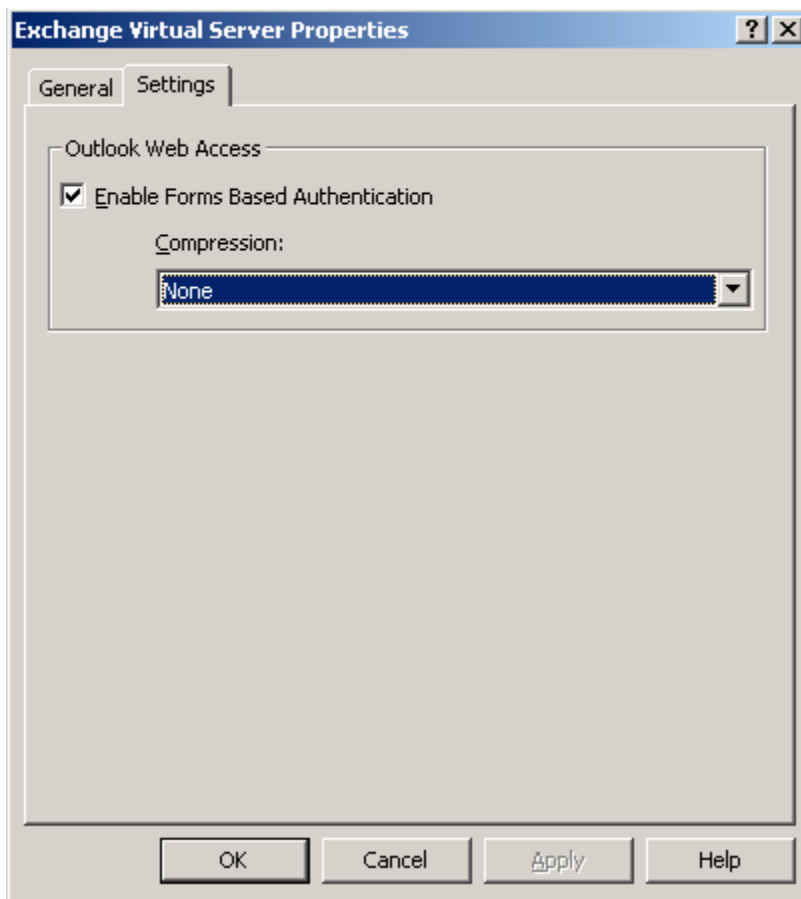 Exchange Virtual Server Properties
General Settings
Outlook Web Access
Enable Forms Based Authentication
Compression:
None
OK Cancel Apply Help